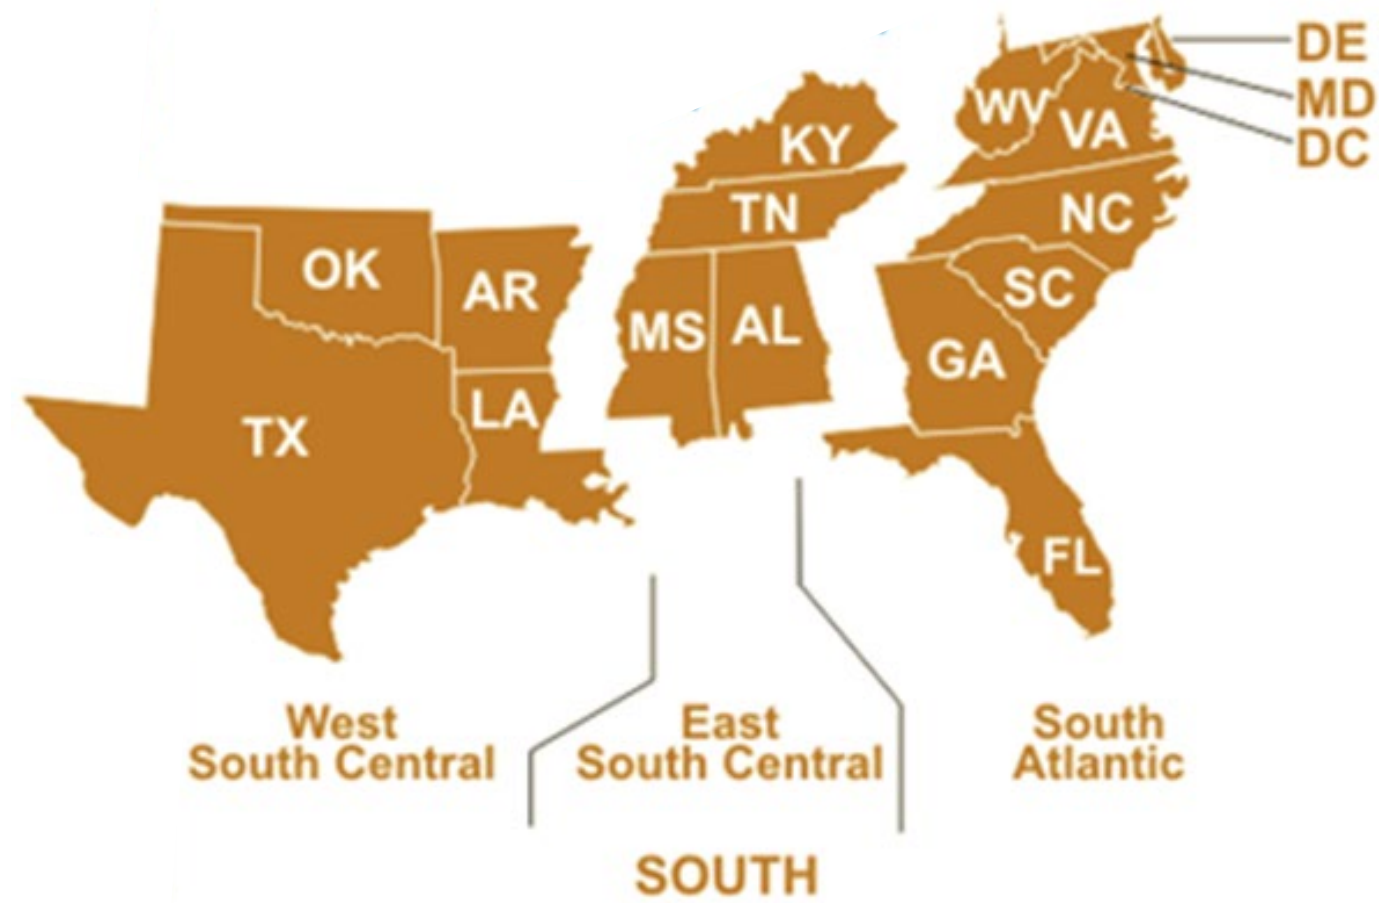 DE
MD
DC
WV
VA
KY
TN
NC
OK
AR
SC
MS
AL
GA
LA
TX
FL
West
South Central
East
South Central
South
Atlantic
SOUTH